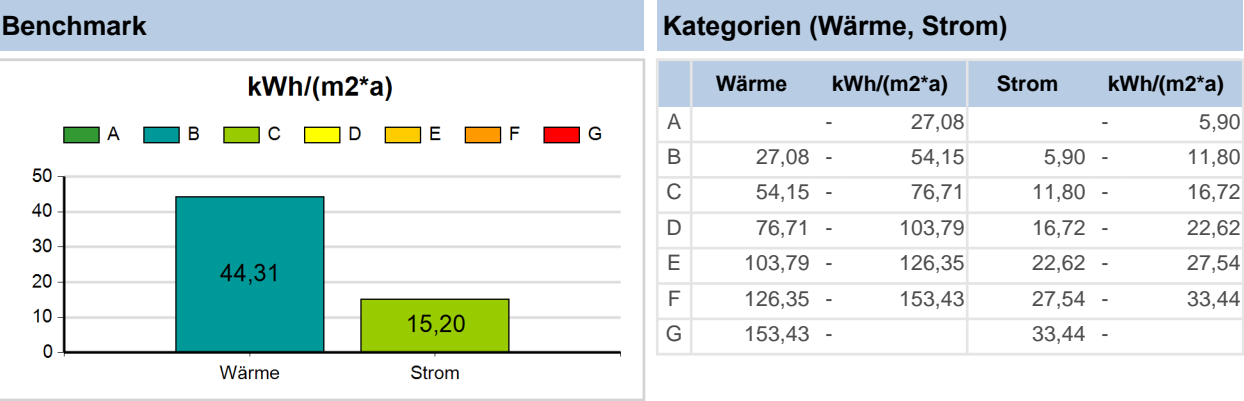 Benchmark
kWh/(m2*a)
A B C D E F G
50
40
30
20
10
0
44,31
15,20
Wärme Strom
Kategorien (Wärme, Strom)
Wärme kWh/(m2*a) Strom kWh/(m2*a)
A - 27,08 - 5,90
B 27,08 - 54,15 5,90 - 11,80
C 54,15 - 76,71 11,80 - 16,72
D 76,71 - 103,79 16,72 - 22,62
E 103,79 - 126,35 22,62 - 27,54
F 126,35 - 153,43 27,54 - 33,44
G 153,43 - 33,44 -